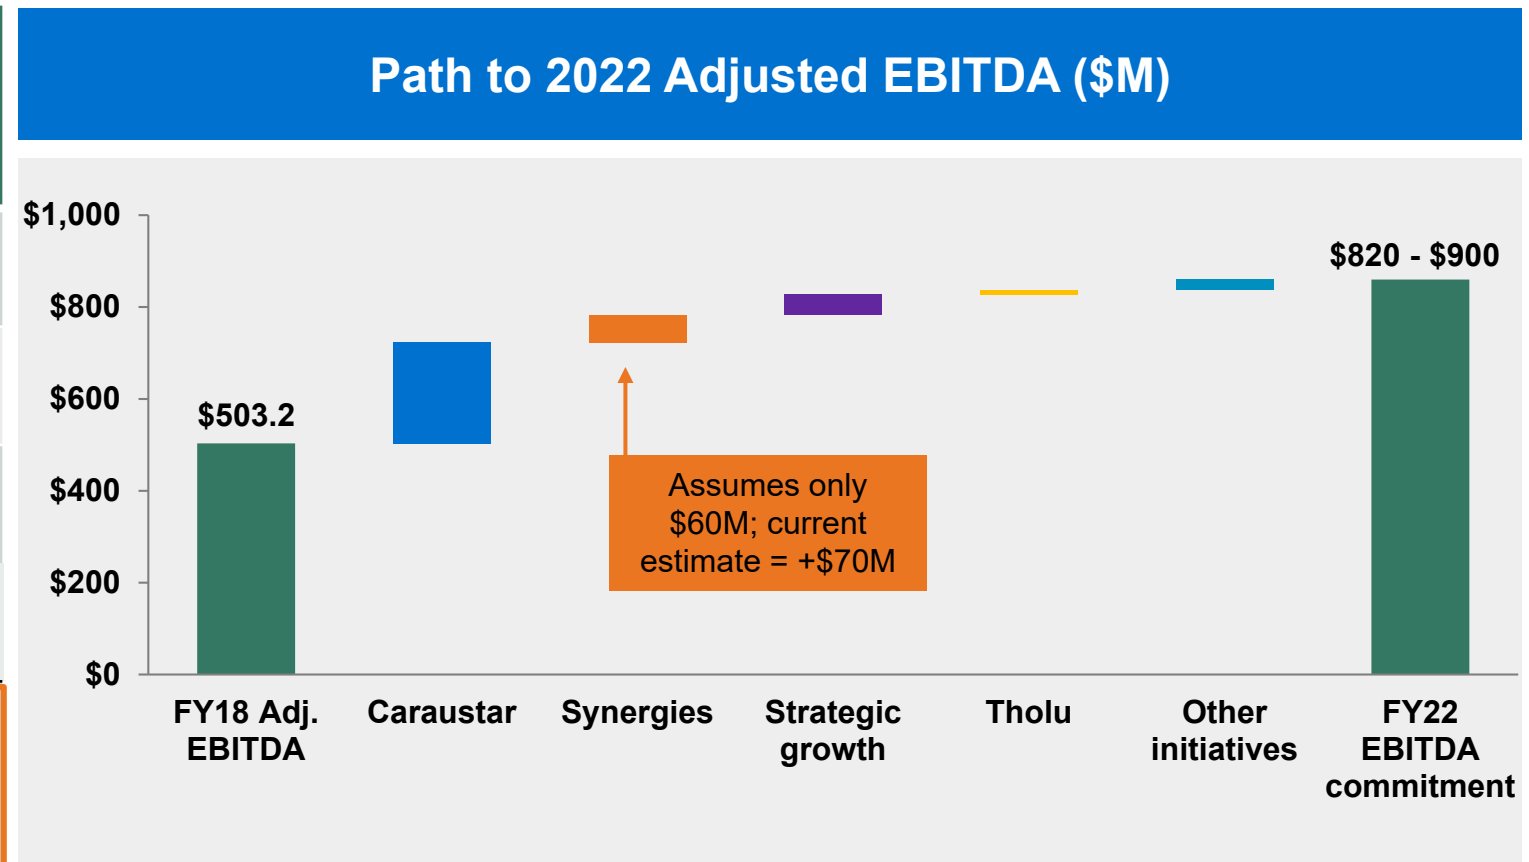 Path to 2022 Adjusted EBITDA ($M)
$1,000
$800
$600
$400
$200
$0
$503.2
$820 - $900
Assumes only
$60M; current
estimate = +$70M
FY18 Adj.
EBITDA
Caraustar
Synergies
Strategic
growth
Tholu
Other
initiatives
FY22
EBITDA
commitment